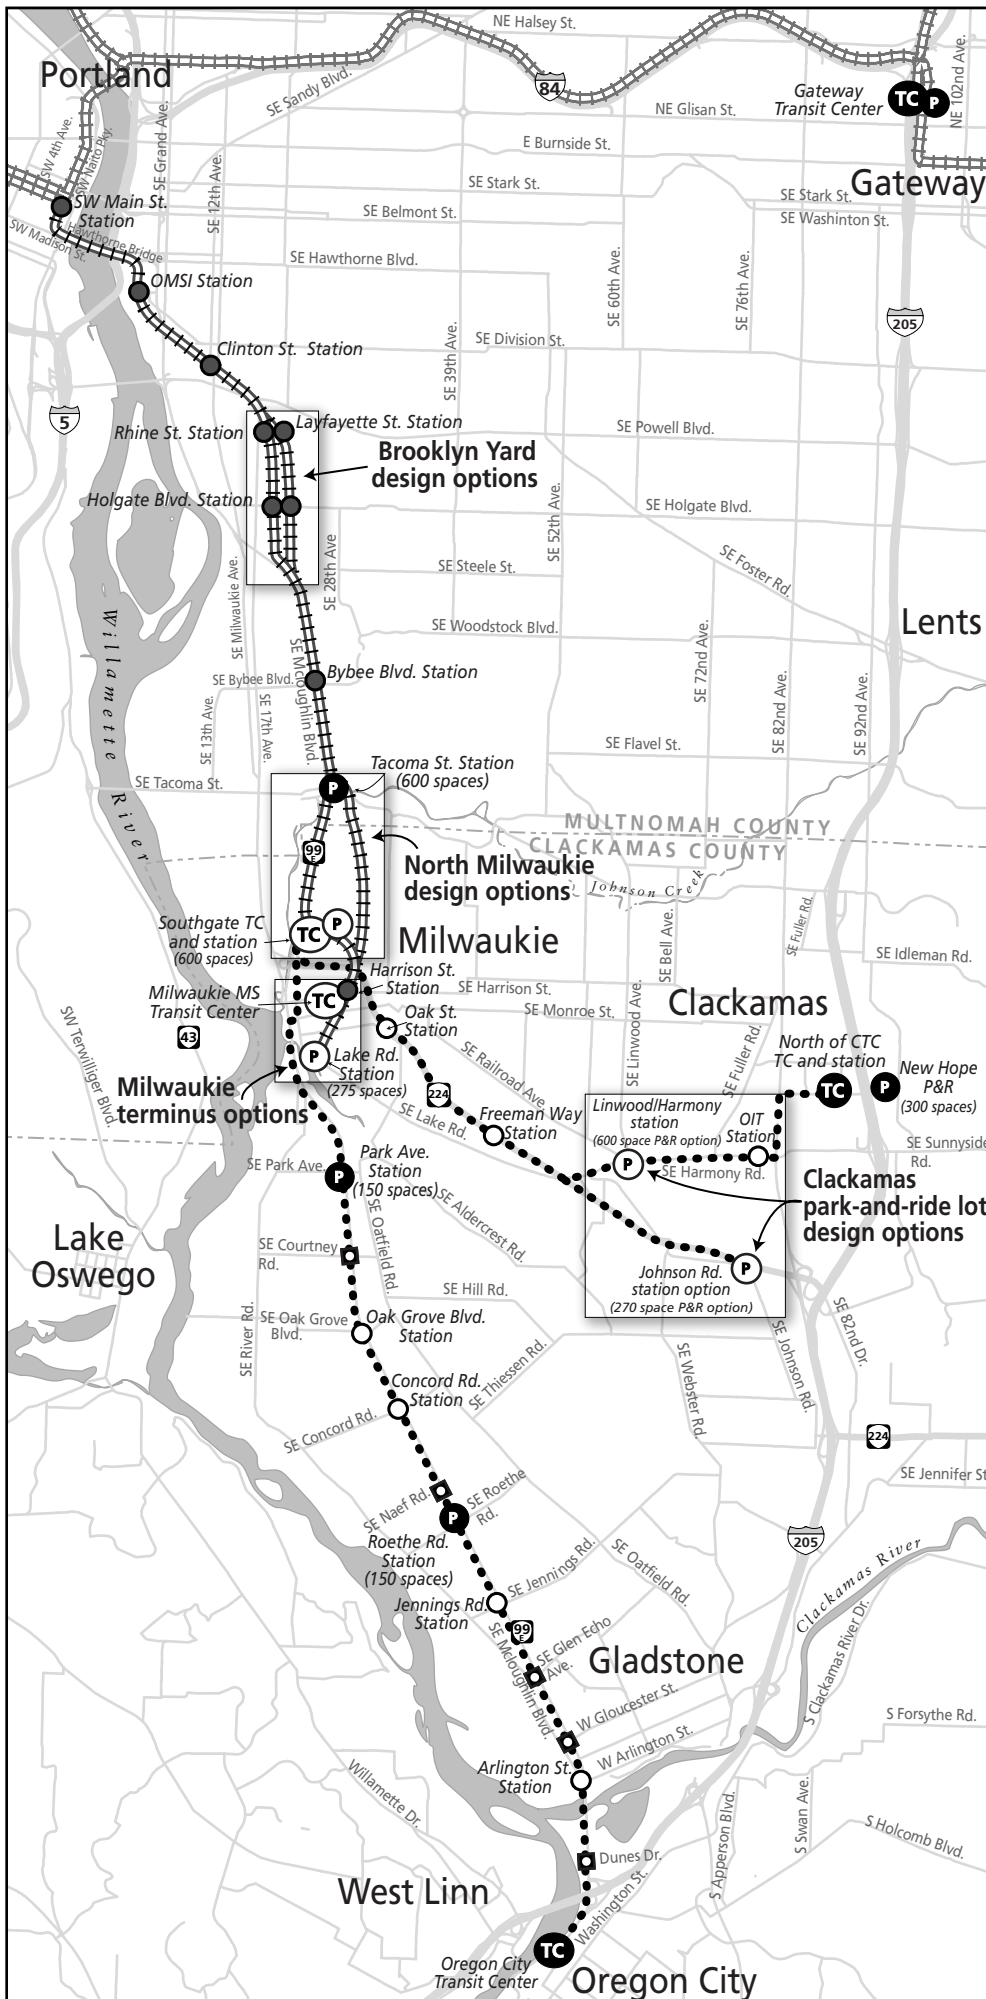 NE Halsey St.
Portland
SE Sandy Blvd.
84
Gateway
Transit Center
TC
P
NE 102nd Ave.
NE Glisan St.
SW 4th Ave.
SW Naito Pky.
SE Grand Ave.
SE 12th Ave.
E Burnside St.
SE Stark St.
Gateway
SE Stark St.
SW Main St.
Station
SE Belmont St.
SE Washinton St.
SW Madison St.
Hawthorne Bridge
SE Hawthorne Blvd.
SE 60th Ave.
SE 76th Ave.
OMSI Station
205
SE 39th Ave.
SE Division St.
Clinton St. Station
5
Layfayette St. Station
Rhine St. Station
SE Powell Blvd.
Brooklyn Yard
design options
Holgate Blvd. Station
SE 52th Ave.
SE Holgate Blvd.
SE 28th Ave
SE Steele St.
SE Foster Rd.
SE Milwaukie Ave.
Willamette River
SE Woodstock Blvd.
Lents
SE Mcloughlin Blvd.
SE 72nd Ave.
SE Bybee Blvd.
Bybee Blvd. Station
SE 13th Ave.
SE 17th Ave.
SE 82nd Ave.
SE 92nd Ave.
SE Flavel St.
Tacoma St. Station
(600 spaces)
SE Tacoma St.
P
MULTNOMAH COUNTY
CLACKAMAS COUNTY
99
E
North Milwaukie
design options
Johnson Creek
Southgate TC
and station
(600 spaces)
TC
P
Milwaukie
SE Bell Ave.
SE Fuller Rd.
SE Idleman Rd.
Harrison St.
Station
SE Harrison St.
Milwaukie MS
Transit Center
TC
Clackamas
SE Monroe St.
Oak St.
Station
SE Linwood Ave.
SE Fuller Rd.
SW Terwilliger Blvd.
43
P
Lake Rd.
Station
(275 spaces)
SE Railroad Ave.
North of CTC
TC and station
TC
P
New Hope
P&R
(300 spaces)
Milwaukie
terminus options
224
SE Lake Rd.
Freeman Way
Station
Linwood/Harmony
station
(600 space P&R option)
OIT
Station
P
SE Harmony Rd.
SE Sunnyside
Rd.
SE Park Ave.
P
Park Ave.
Station
(150 spaces)
SE Aldercrest Rd.
Clackamas
park-and-ride lot
design options
SE Oatfield Rd.
Lake
Oswego
SE Courtney
Rd.
P
Johnson Rd.
station option
(270 space P&R option)
SE Hill Rd.
SE River Rd.
SE Oak Grove
Blvd.
Oak Grove Blvd.
Station
SE 82nd Dr.
SE Johnson Rd.
SE Webster Rd.
SE Thiessen Rd.
Concord Rd.
Station
SE Concord Rd.
224
SE Jennifer St
SE Naef Rd.
SE Roethe
Rd.
P
Roethe Rd.
Station
(150 spaces)
205
Clackamas River
SE Jennings Rd.
SE Oatfield Rd.
Jennings Rd.
Station
99
E
SE Glen Echo
Ave.
SE Mcloughlin Blvd.
Gladstone
S Clackamas River Dr.
W Gloucester St.
S Forsythe Rd.
W Arlington St.
Arlington St.
Station
Willamette Dr.
S Apperson Blvd.
S Swan Ave.
S Holcomb Blvd.
Dunes Dr.
West Linn
Washington St.
TC
Oregon City
Transit Center
Oregon City